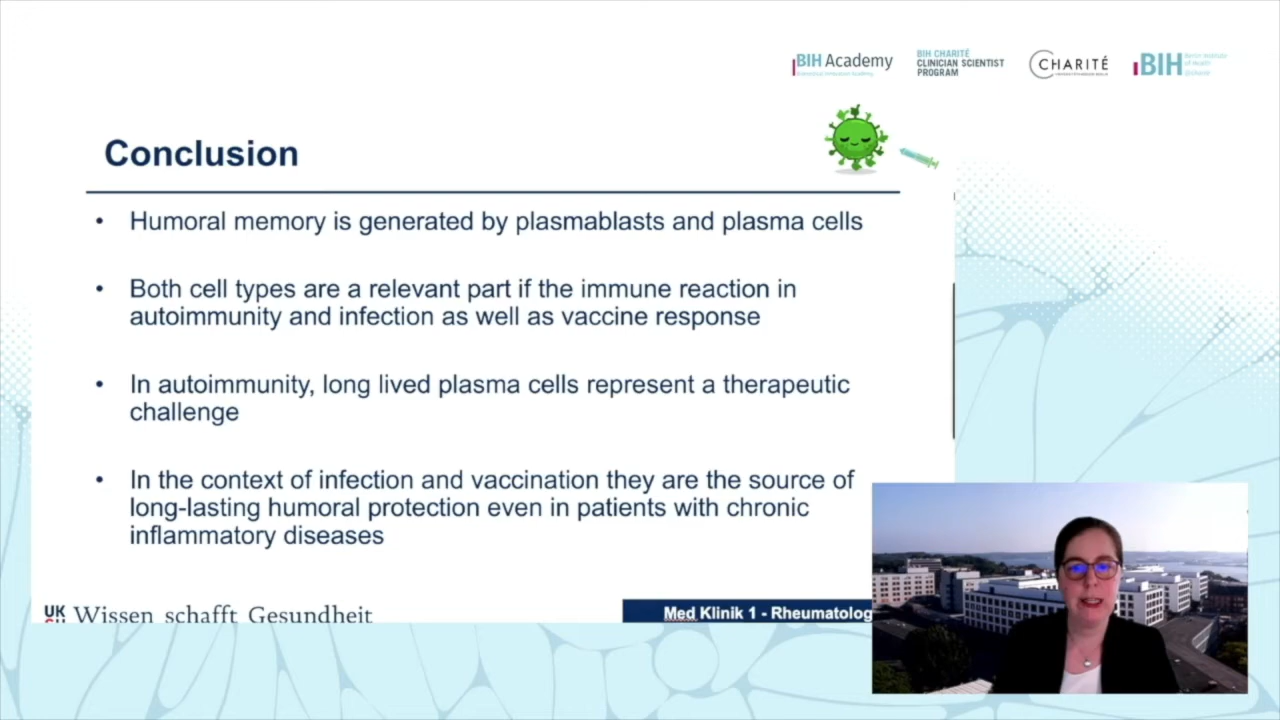 BIH Academy
BIH CHARITÉ
CLINICIAN SCIENTIST
PROGRAM
CHARITÉ
BIH
Conclusion
• Humoral memory is generated by plasmablasts and plasma cells
• Both cell types are a relevant part if the immune reaction in
autoimmunity and infection as well as vaccine response
• In autoimmunity, long lived plasma cells represent a therapeutic
challenge
• In the context of infection and vaccination they are the source of
long-lasting humoral protection even in patients with chronic
inflammatory diseases
UK
Wissen schafft Gesundheit
Med Klinik 1 - Rheumatolog